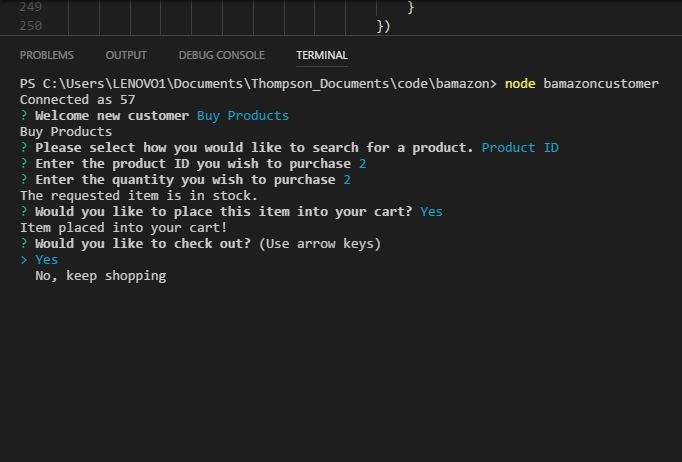 249 }
250 })
PROBLEMS OUTPUT DEBUG CONSOLE TERMINAL
PS C:\Users\LENOVO1\Documents\Thompson_Documents\code\bamazon> node bamazoncustomer
Connected as 57
? Welcome new customer Buy Products
Buy Products
? Please select how you would like to search for a product. Product ID
? Enter the product ID you wish to purchase 2
? Enter the quantity you wish to purchase 2
The requested item is in stock.
? Would you like to place this item into your cart? Yes
Item placed into your cart!
? Would you like to check out? (Use arrow keys)
> Yes
No, keep shopping